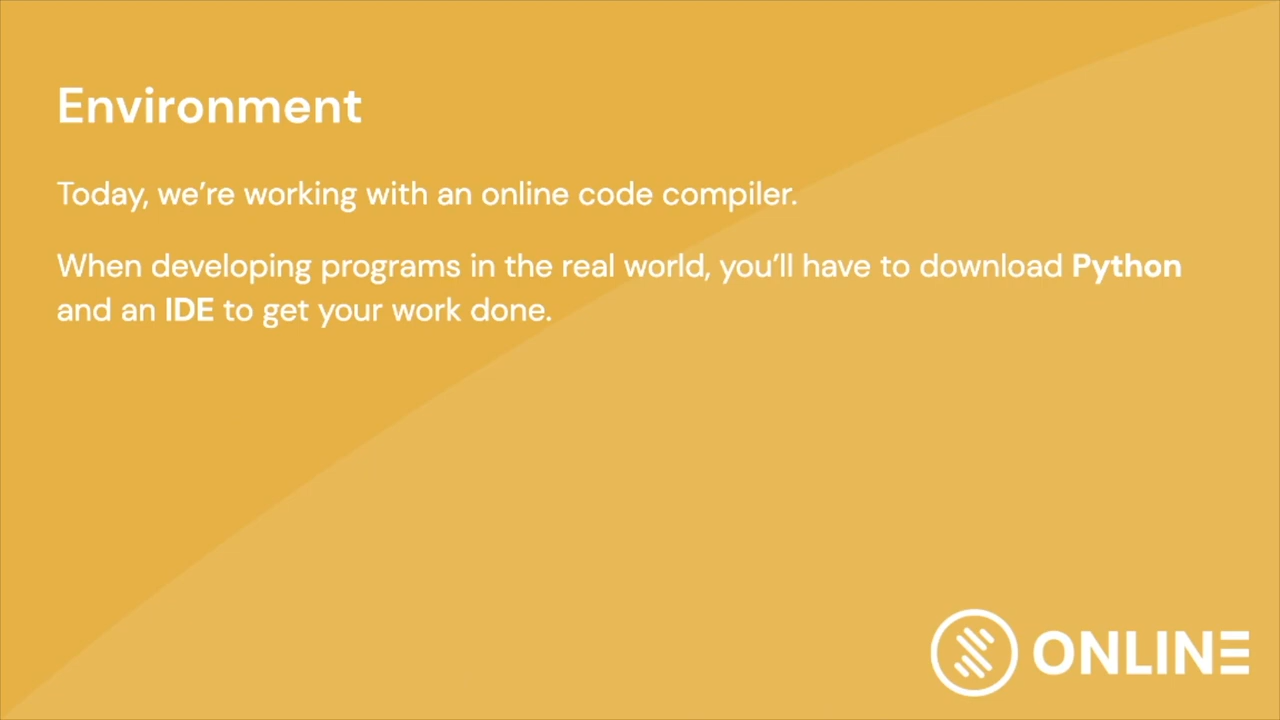 Environment
Today, we’re working with an online code compiler.
When developing programs in the real world, you’ll have to download Python
and an IDE to get your work done.
ONLINE